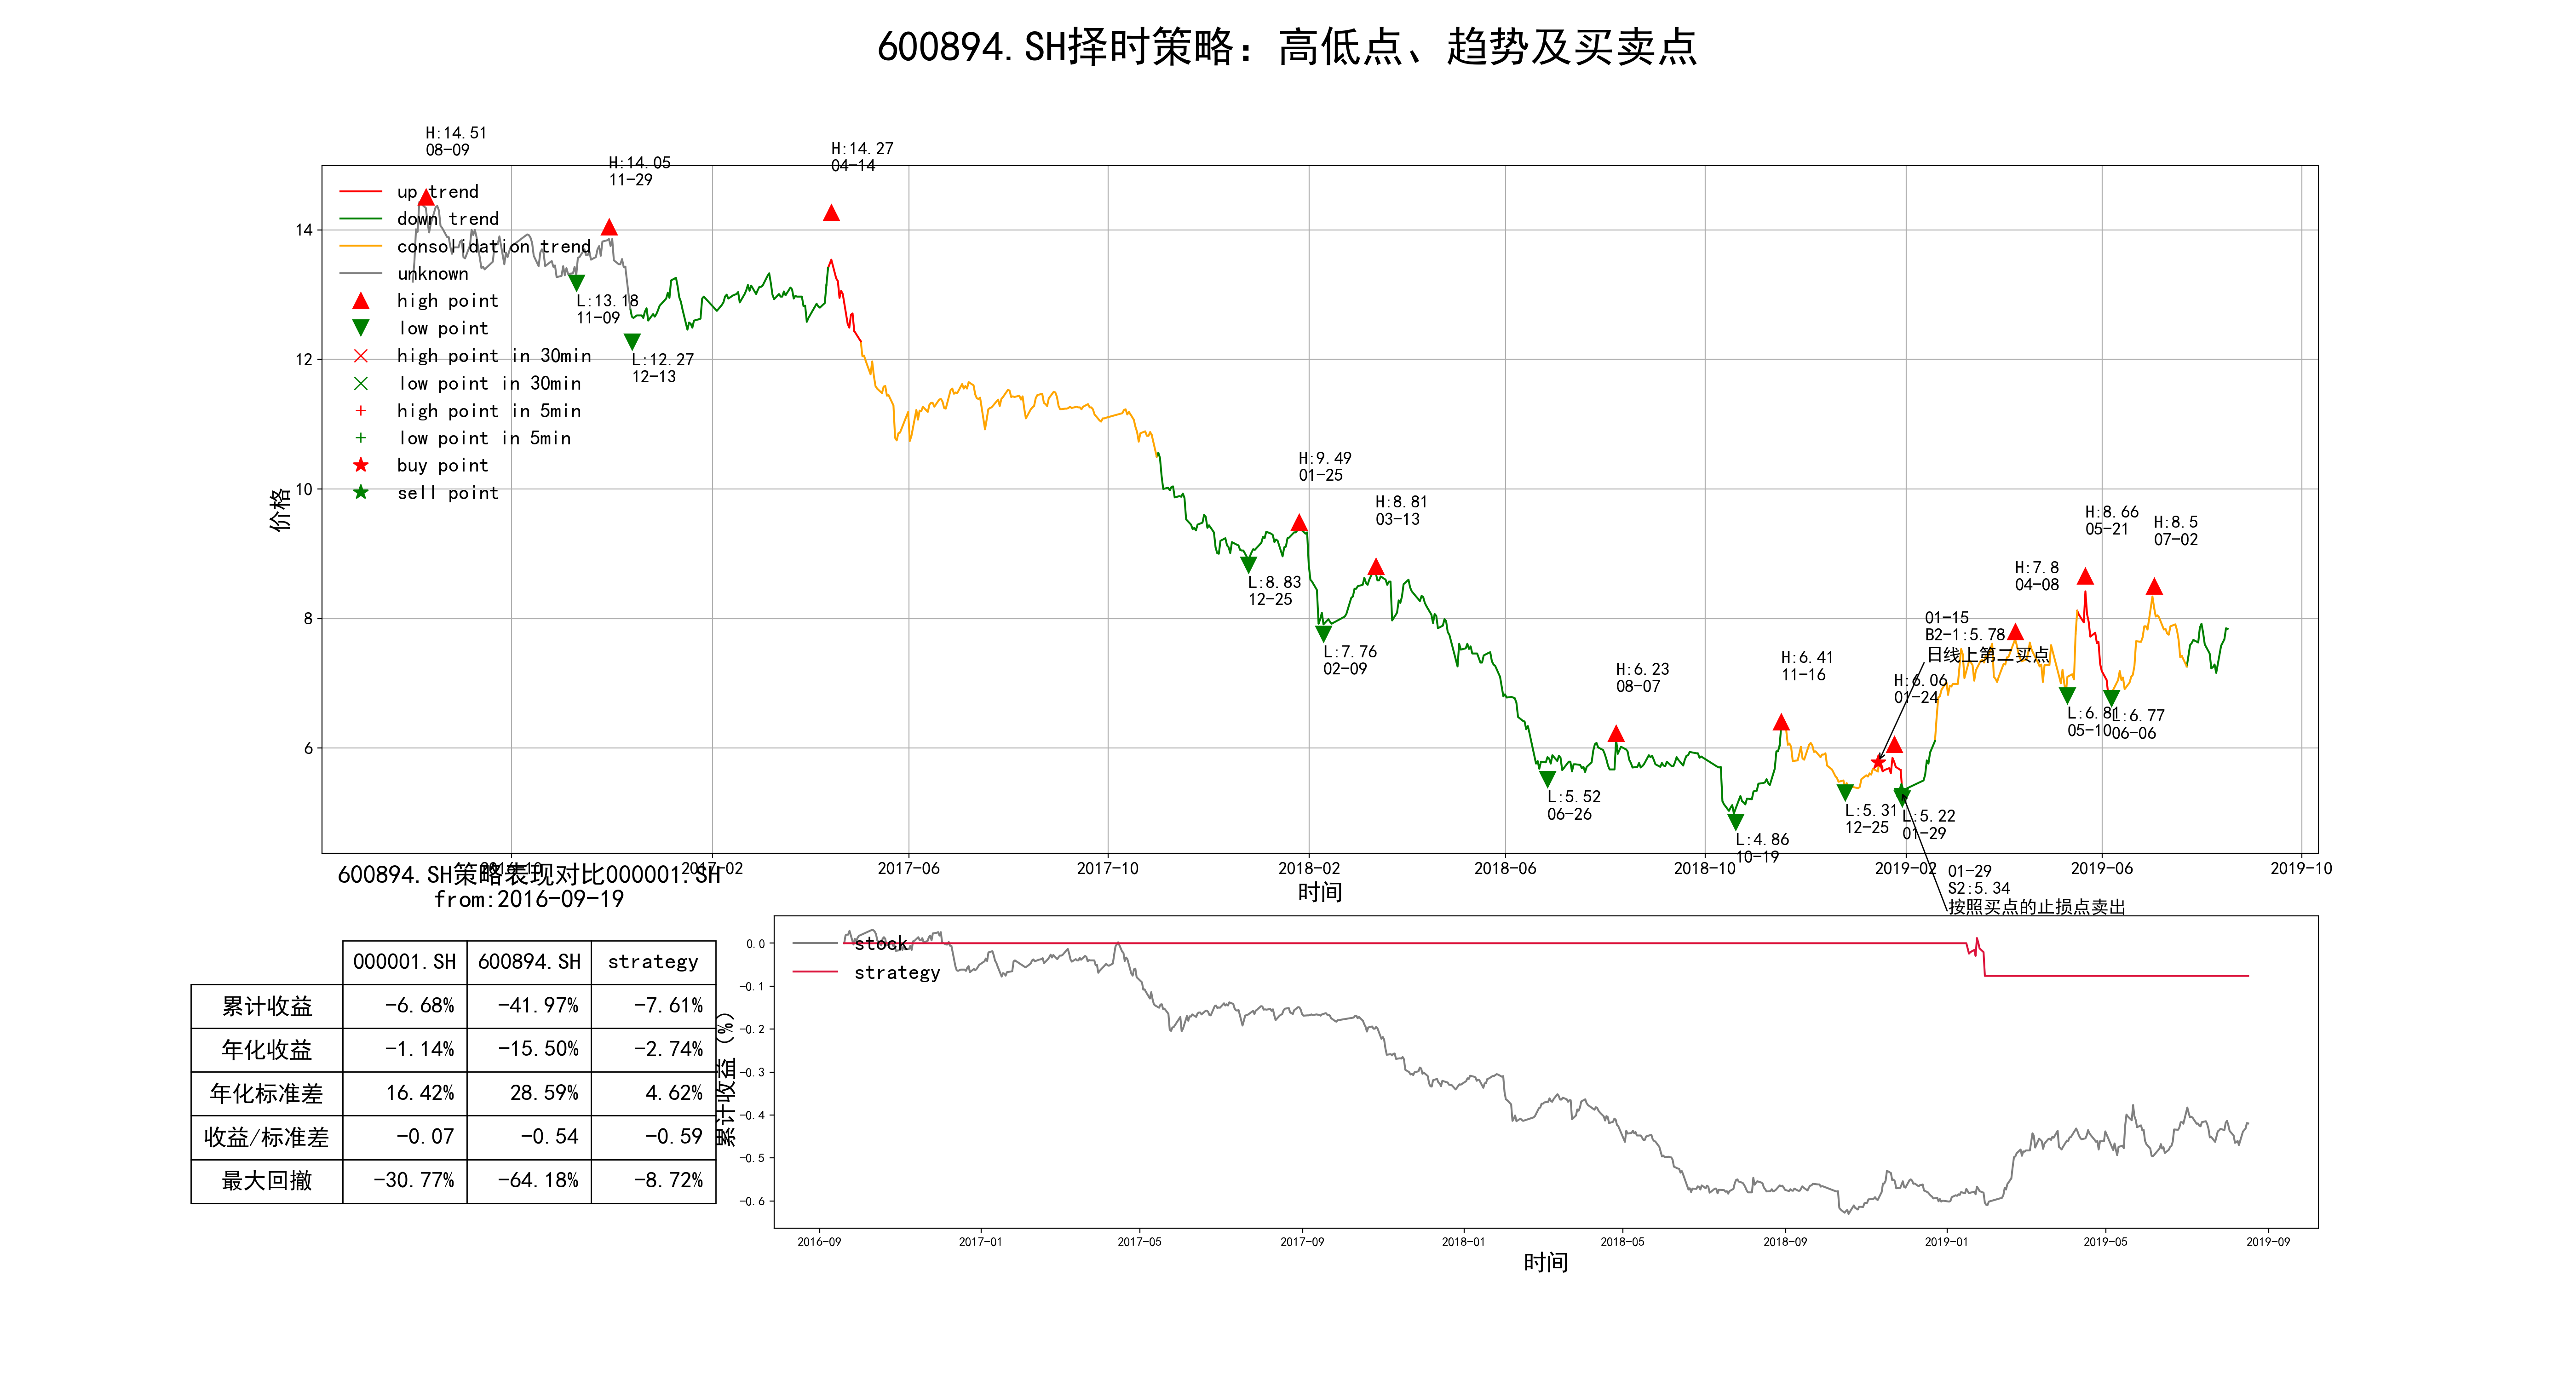 600894.SH择时策略：高低点、趋势及买卖点
H:14.51
08-09
H:14.05
11-29
H:14.27
04-14
up trend
down trend
consolidation trend
unknown
high point
low point
high point in 30min
low point in 30min
high point in 5min
low point in 5min
buy point
sell point
14
12
10
8
6
价格
L:13.18
11-09
L:12.27
12-13
H:9.49
01-25
H:8.81
03-13
L:8.83
12-25
L:7.76
02-09
H:6.23
08-07
L:5.52
06-26
H:6.41
11-16
L:4.86
10-19
L:5.31
12-25
01-15
B2-1:5.78
日线上第二买点
H:6.06
01-24
L:5.22
01-29
H:7.8
04-08
H:8.66
05-21
H:8.5
07-02
L:6.81
05-10
L:6.77
06-06
01-29
S2:5.34
按照买点的止损点卖出
2016-10
2017-02
2017-06
2017-10
2018-02
2018-06
2018-10
2019-02
2019-06
2019-10
时间
600894.SH策略表现对比000001.SH
from:2016-09-19
000001.SH 600894.SH strategy
累计收益 -6.68% -41.97% -7.61%
年化收益 -1.14% -15.50% -2.74%
年化标准差 16.42% 28.59% 4.62%
收益/标准差 -0.07 -0.54 -0.59
最大回撤 -30.77% -64.18% -8.72%
stock
strategy
0.0
-0.1
-0.2
-0.3
-0.4
-0.5
-0.6
累计收益（%）
2016-09
2017-01
2017-05
2017-09
2018-01
2018-05
2018-09
2019-01
2019-05
2019-09
时间